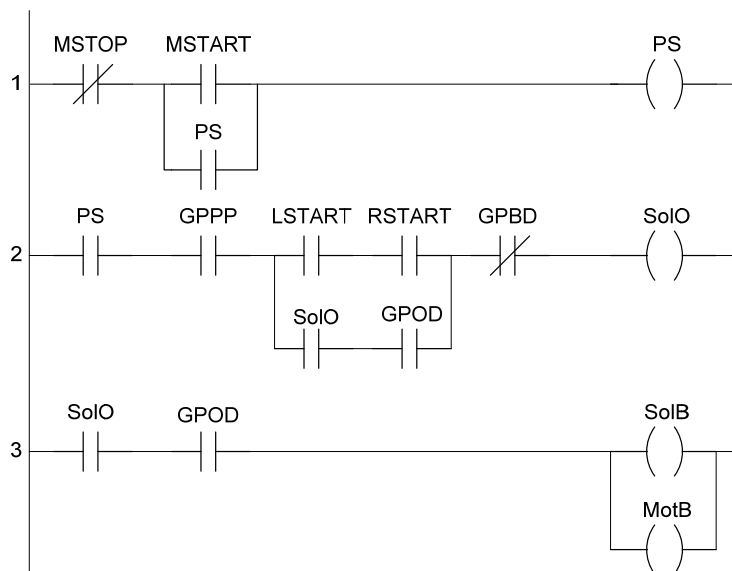 MSTOP MSTART PS
1
PS
PS GPPP LSTART RSTART GPBD SolO
2
SolO GPOD
SolO GPOD SolB
3
MotB